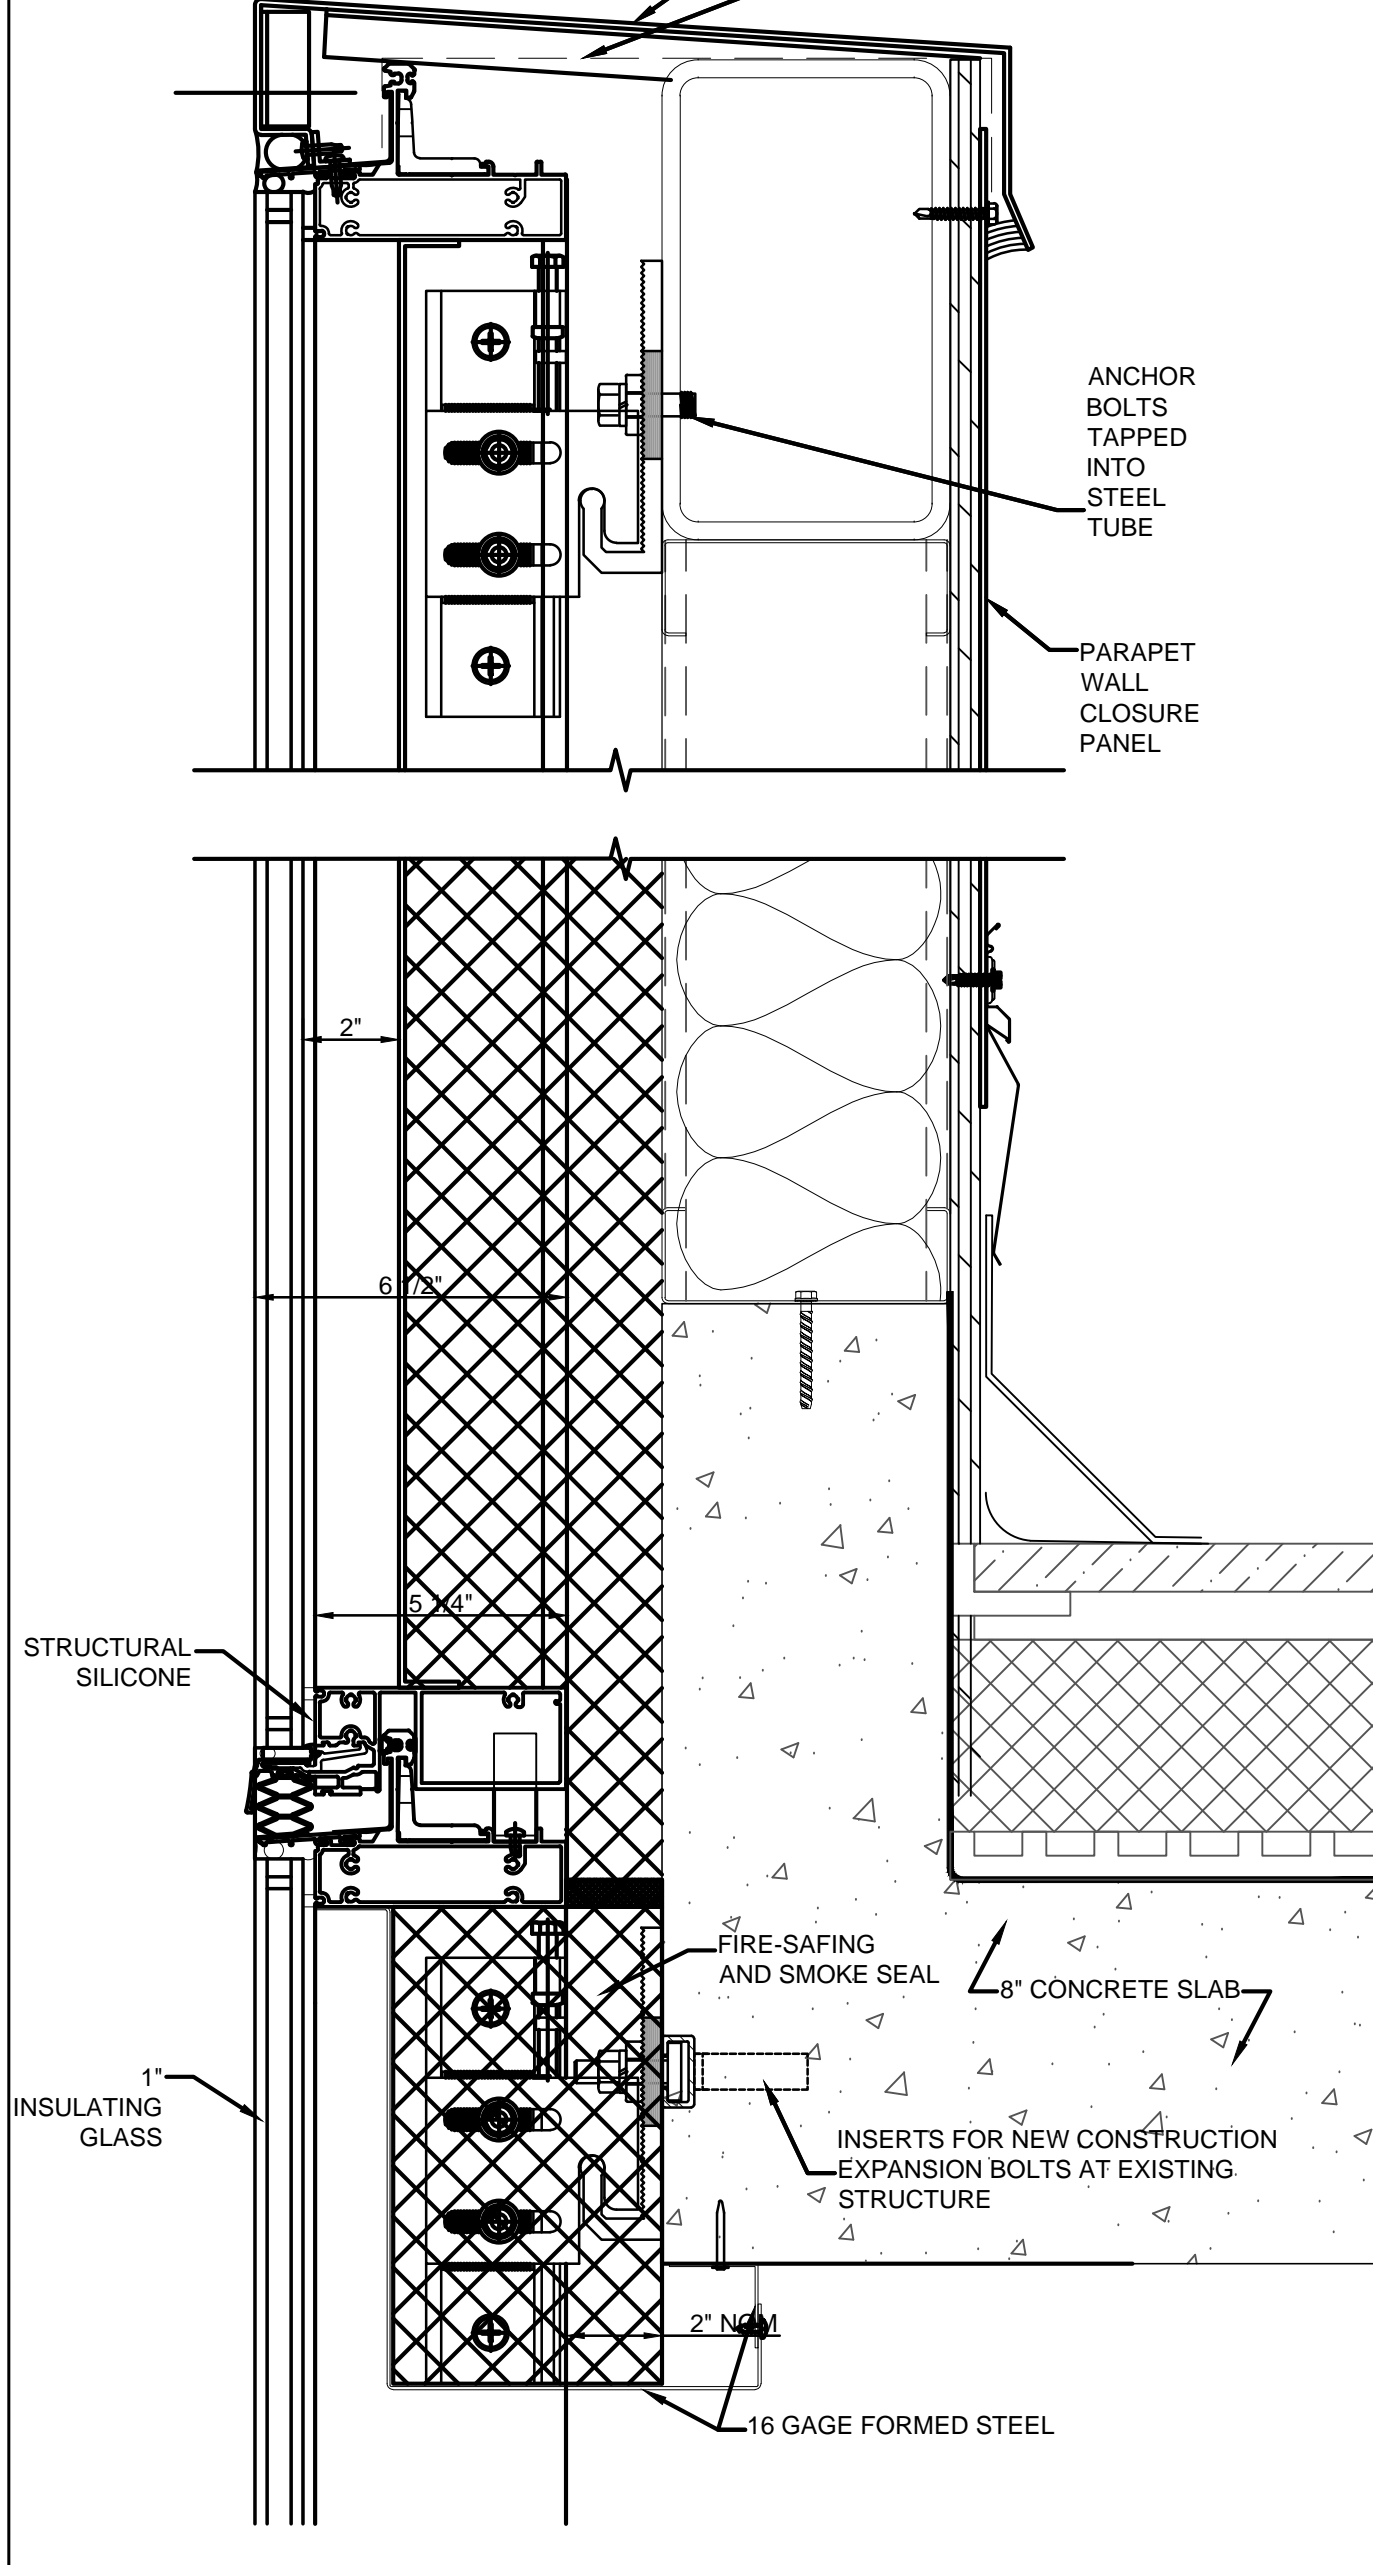 ANCHOR
BOLTS
TAPPED
INTO
STEEL
TUBE
PARAPET
WALL
CLOSURE
PANEL
2"
6 1/2"
5 1/4"
STRUCTURAL
SILICONE
FIRE-SAFING
AND SMOKE SEAL
8" CONCRETE SLAB
1"
INSULATING
GLASS
INSERTS FOR NEW CONSTRUCTION
EXPANSION BOLTS AT EXISTING
STRUCTURE
2" NOM
16 GAGE FORMED STEEL